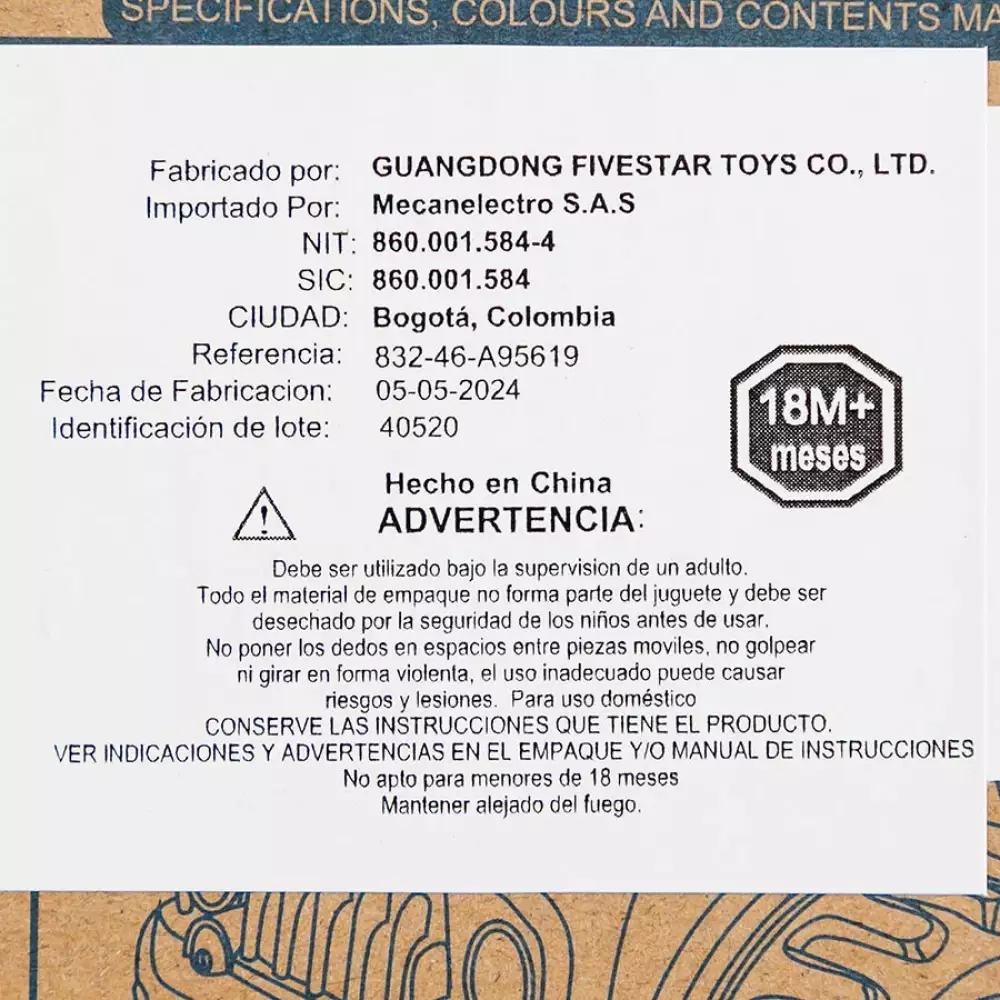 SPECIFICATIONS, COLOURS AND CONTENTS
Fabricado por: GUANGDONG FIVESTAR TOYS CO., LTD.
Importado Por: Mecanelectro S.A.S
NIT: 860.001.584-4
SIC: 860.001.584
CIUDAD: Bogotá, Colombia
Referencia: 832-46-A95619
Fecha de Fabricacion: 05-05-2024
Identificación de lote: 40520
18M+
meses
Hecho en China
ADVERTENCIA:
Debe ser utilizado bajo la supervision de un adulto.
Todo el material de empaque no forma parte del juguete y debe ser
desechado por la seguridad de los niños antes de usar.
No poner los dedos en espacios entre piezas moviles, no golpear
ni girar en forma violenta, el uso inadecuado puede causar
riesgos y lesiones. Para uso doméstico
CONSERVE LAS INSTRUCCIONES QUE TIENE EL PRODUCTO.
VER INDICACIONES Y ADVERTENCIAS EN EL EMPAQUE Y/O MANUAL DE INSTRUCCIONES
No apto para menores de 18 meses
Mantener alejado del fuego.